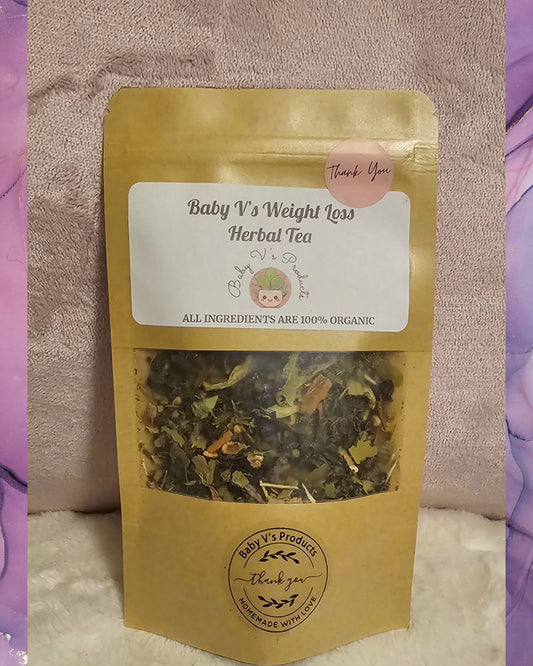 Thank You
Baby V's Weight Loss
Herbal Tea
Baby V's Products
ALL INGREDIENTS ARE 100% ORGANIC
Baby V's Products
Thank you
HOMEMADE WITH LOVE